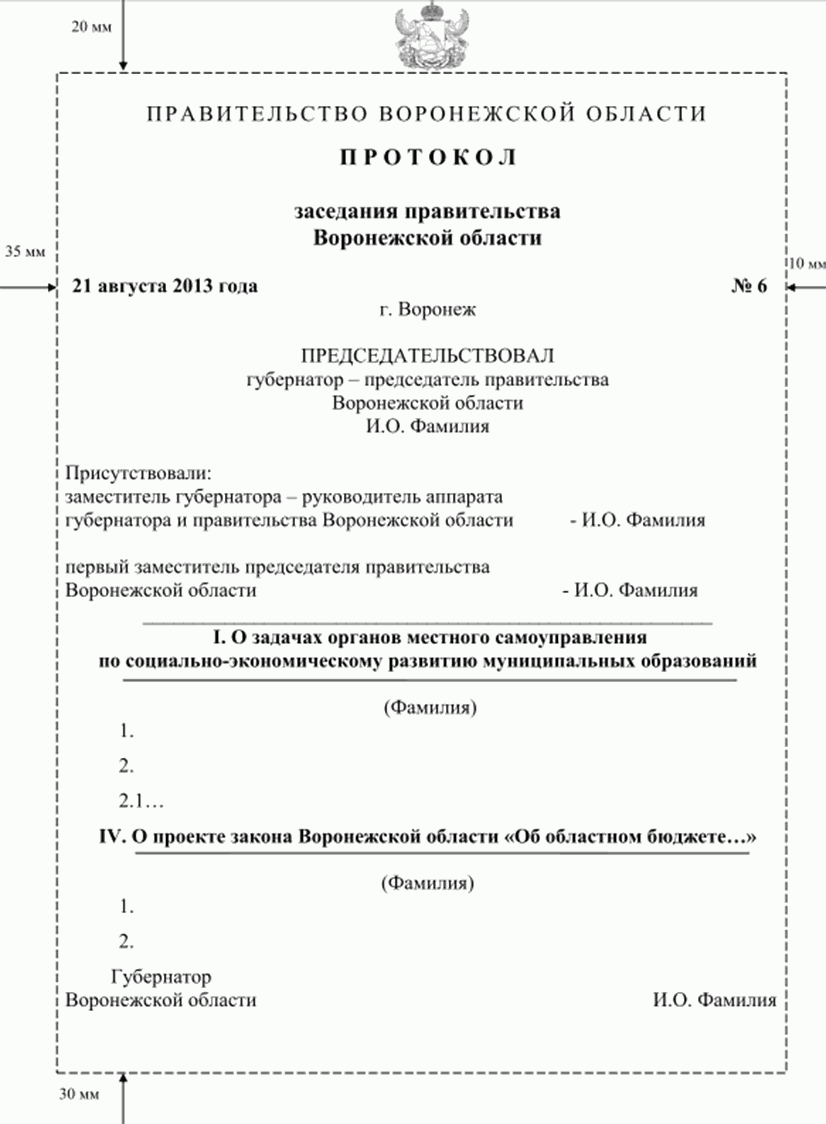 20 мм
ПРАВИТЕЛЬСТВО ВОРОНЕЖСКОЙ ОБЛАСТИ
ПРОТОКОЛ
заседания правительства
Воронежской области
35 мм
10 мм
21 августа 2013 года № 6
г. Воронеж
ПРЕДСЕДАТЕЛЬСТВОВАЛ
губернатор – председатель правительства
Воронежской области
И.О. Фамилия
Присутствовали:
заместитель губернатора – руководитель аппарата
губернатора и правительства Воронежской области - И.О. Фамилия
первый заместитель председателя правительства
Воронежской области - И.О. Фамилия
I. О задачах органов местного самоуправления
по социально-экономическому развитию муниципальных образований
(Фамилия)
1.
2.
2.1…
IV. О проекте закона Воронежской области «Об областном бюджете…»
(Фамилия)
1.
2.
Губернатор
Воронежской области И.О. Фамилия
30 мм